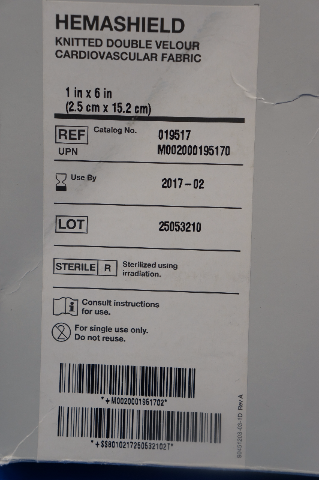 HEMASHIELD
KNITTED DOUBLE VELOUR
CARDIOVASCULAR FABRIC
1 in x 6 in
(2.5 cm x 15.2 cm)
REF Catalog No. 019517
UPN M002000195170
Use By 2017-02
LOT 25053210
STERILE R Sterilized using
irradiation.
Consult instructions
for use.
For single use only.
Do not reuse.
*+M0020001951702*